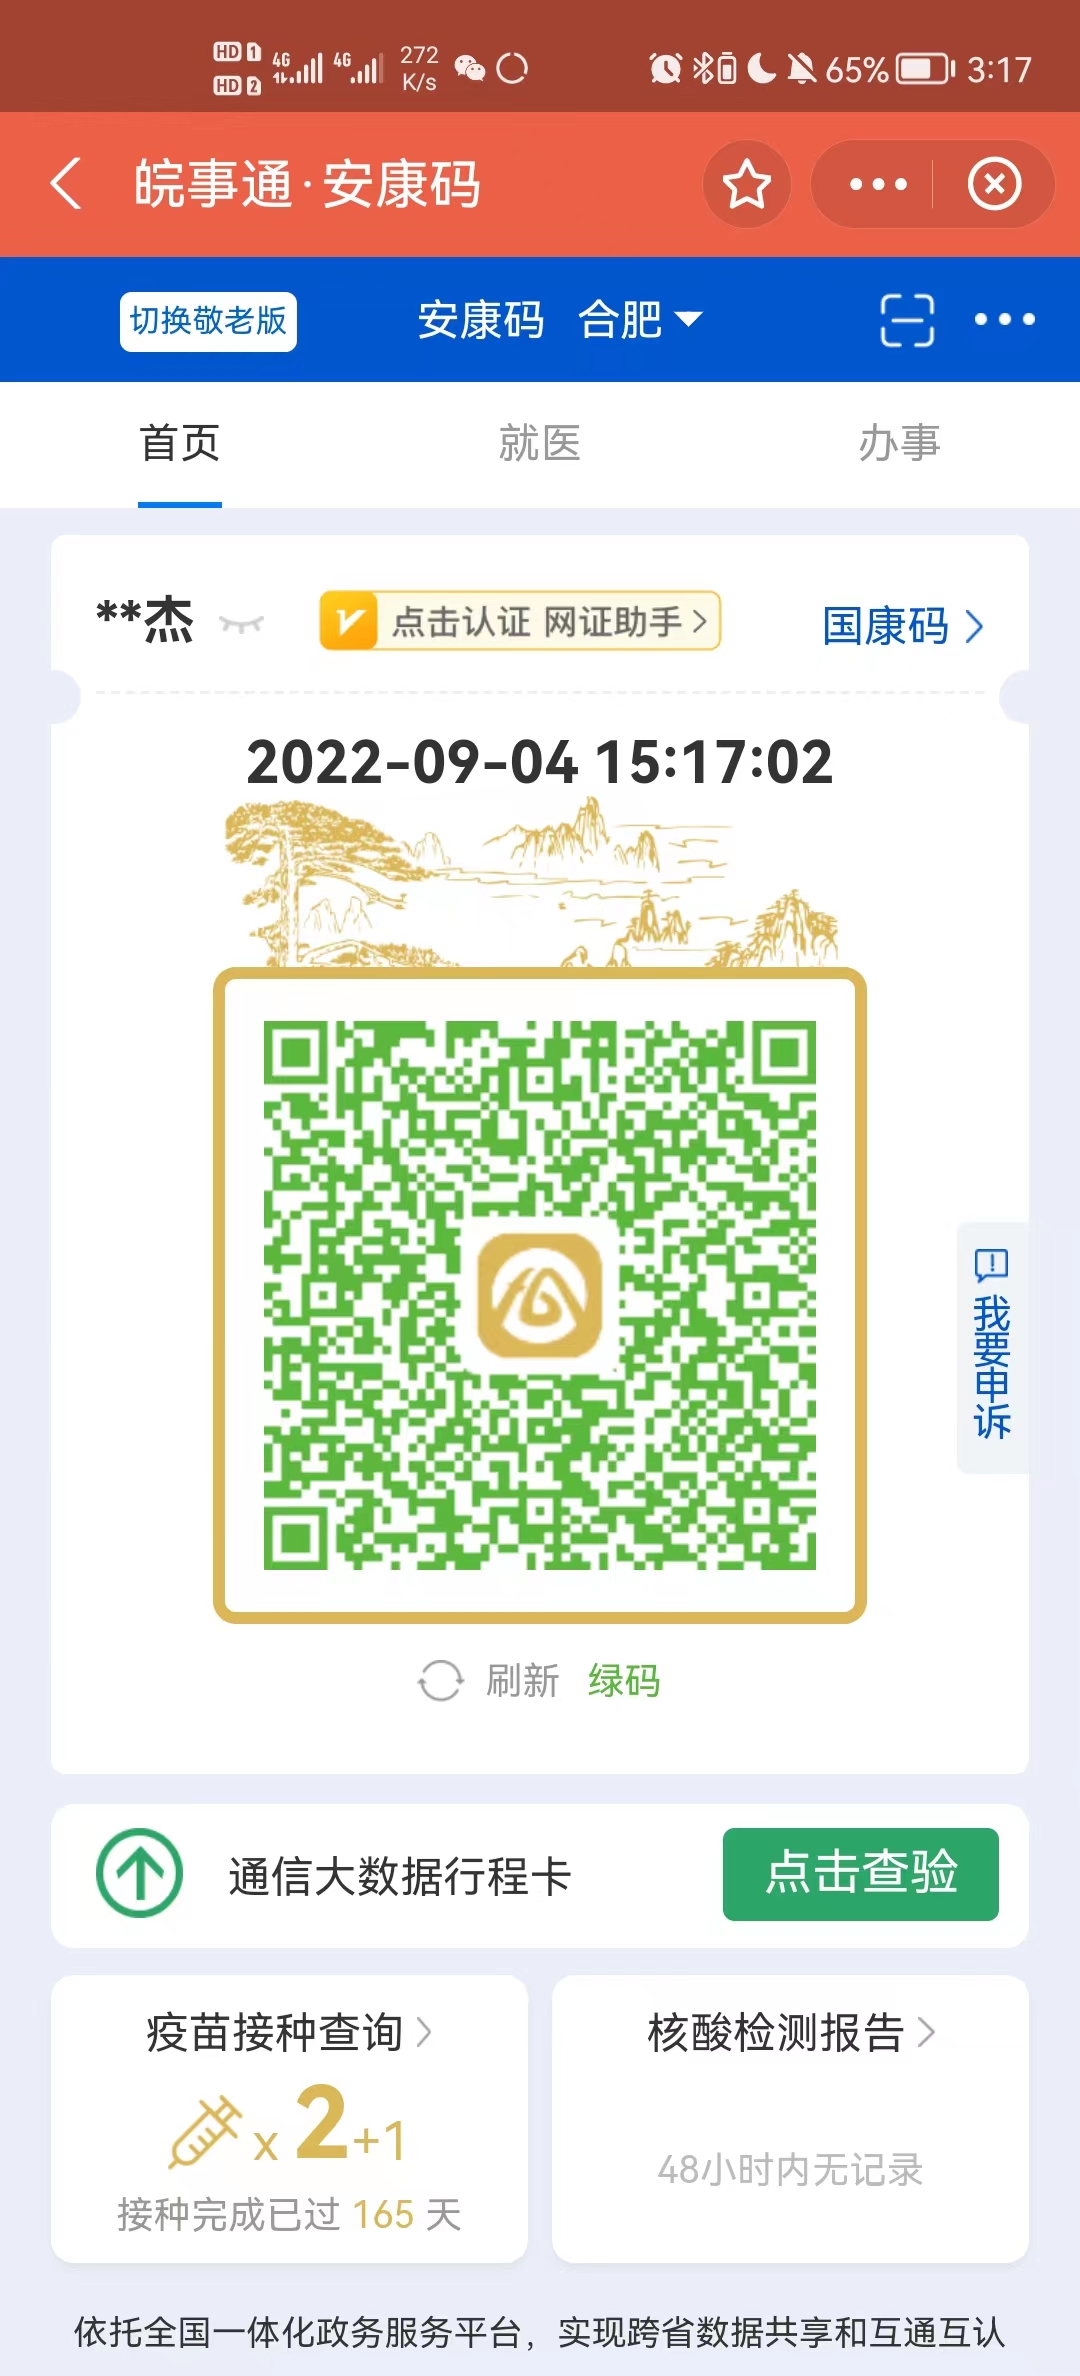 HD 1 4G 4G 272 65% 3:17
HD 2 K/s
皖事通·安康码
切换敬老版 安康码 合肥
首页 就医 办事
**杰 点击认证 网证助手 国康码
2022-09-04 15:17:02
我要申诉
刷新 绿码
通信大数据行程卡 点击查验
疫苗接种查询 核酸检测报告
x 2+1
48小时内无记录
接种完成已过 165 天
依托全国一体化政务服务平台，实现跨省数据共享和互通互认